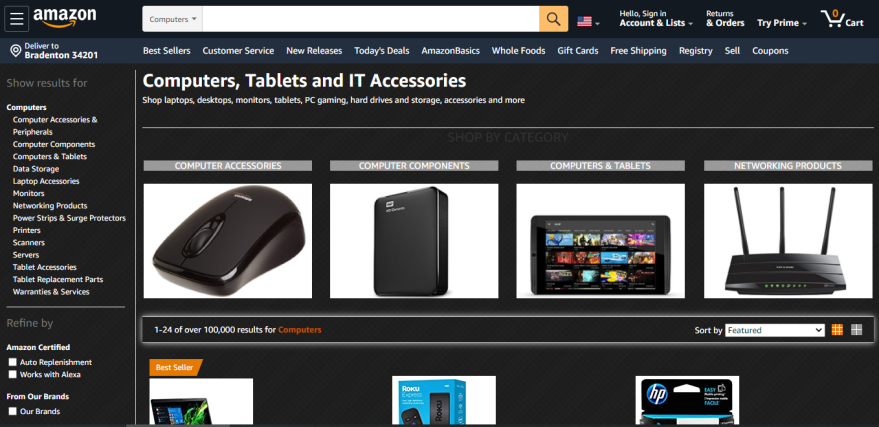 amazon
Computers
Hello, Sign in
Account & Lists
Returns
& Orders
Try Prime
0
Cart
Deliver to
Bradenton 34201
Best Sellers
Customer Service
New Releases
Today's Deals
AmazonBasics
Whole Foods
Gift Cards
Free Shipping
Registry
Sell
Coupons
Show results for
Computers
Computer Accessories &
Peripherals
Computer Components
Computers & Tablets
Data Storage
Laptop Accessories
Monitors
Networking Products
Power Strips & Surge Protectors
Printers
Scanners
Servers
Tablet Accessories
Tablet Replacement Parts
Warranties & Services
Refine by
Amazon Certified
Auto Replenishment
Works with Alexa
From Our Brands
Our Brands
Computers, Tablets and IT Accessories
Shop laptops, desktops, monitors, tablets, PC gaming, hard drives and storage, accessories and more
SHOP BY CATEGORY
COMPUTER ACCESSORIES
COMPUTER COMPONENTS
COMPUTERS & TABLETS
NETWORKING PRODUCTS
WD
1-24 of over 100,000 results for Computers
Sort by
Featured
Best Seller
Roku
Express
hp
EASY
FACILE